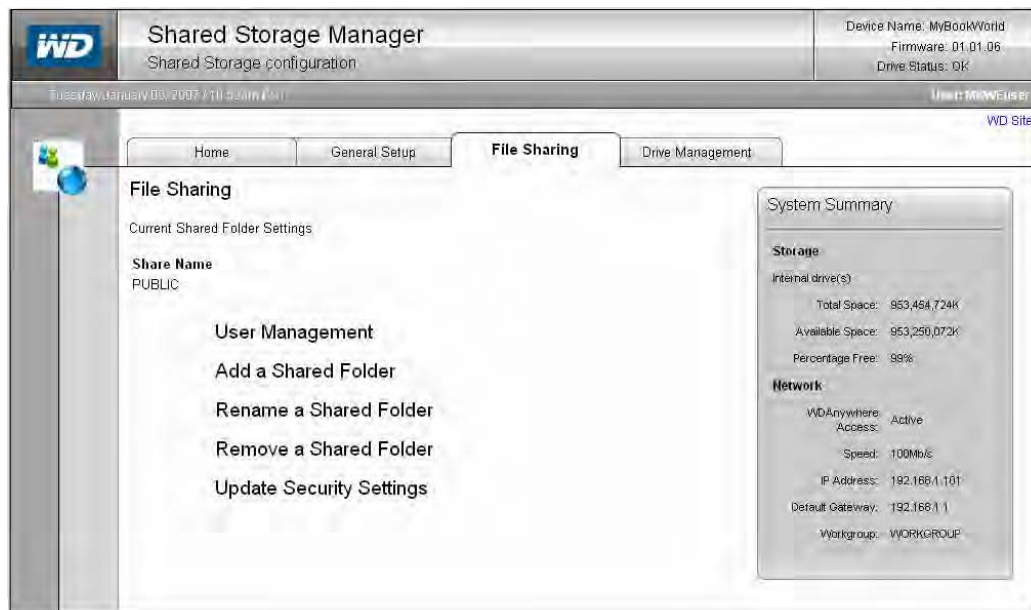 WD
Shared Storage Manager
Shared Storage configuration
Device Name: MyBookWorld
Firmware: 01.01.06
Drive Status: OK
2007
WD Site
Home
General Setup
File Sharing
Drive Management
File Sharing
Current Shared Folder Settings
Share Name
PUBLIC
User Management
Add a Shared Folder
Rename a Shared Folder
Remove a Shared Folder
Update Security Settings
System Summary
Storage
Internal drive(s)
Total Space: 953,454,724K
Available Space: 953,250,072K
Percentage Free: 99%
Network
WDAnywhere Access: Active
Speed: 100Mb/s
IP Address: 192.168.1.101
Default Gateway: 192.168.1.1
Workgroup: WORKGROUP